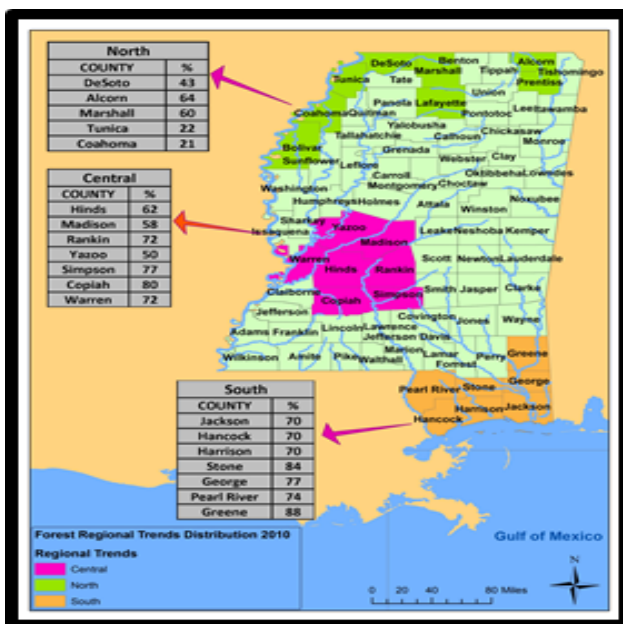 North
COUNTY %
DeSoto 43
Alcorn 64
Marshall 60
Tunica 22
Coahoma 21
Central
COUNTY %
Hinds 62
Madison 58
Rankin 72
Yazoo 50
Simpson 77
Copiah 80
Warren 72
South
COUNTY %
Jackson 70
Hancock 70
Harrison 70
Stone 84
George 77
Pearl River 74
Greene 88
DeSoto Benton Alcorn
Marshall Tippah Tishomingo
Tunica Tate Prentiss
Union
Panola Lafayette Lee Itawamba
Coahoma Quitman Pontotoc
Yalobusha
Tallahatchie Calhoun Chickasaw
Bolivar Grenada Monroe
Sunflower Leflore Webster Clay
Carroll Oktibbeha Lowndes
Washington Montgomery Choctaw
Humphreys Holmes Attala Winston Noxubee
Sharkey
Issaquena Yazoo Leake Neshoba Kemper
Madison
Warren Scott Newton Lauderdale
Hinds Rankin
Claiborne Simpson Smith Jasper Clarke
Copiah
Jefferson Covington
Adams Franklin Lincoln Lawrence Jones Wayne
Jefferson Davis
Wilkinson Amite Pike Marion Lamar Perry Greene
Walthall Forrest
Pearl River Stone George
Harrison Jackson
Hancock
Forest Regional Trends Distribution 2010
Regional Trends
Central
North
South
Gulf of Mexico
N
0 20 40 80 Miles